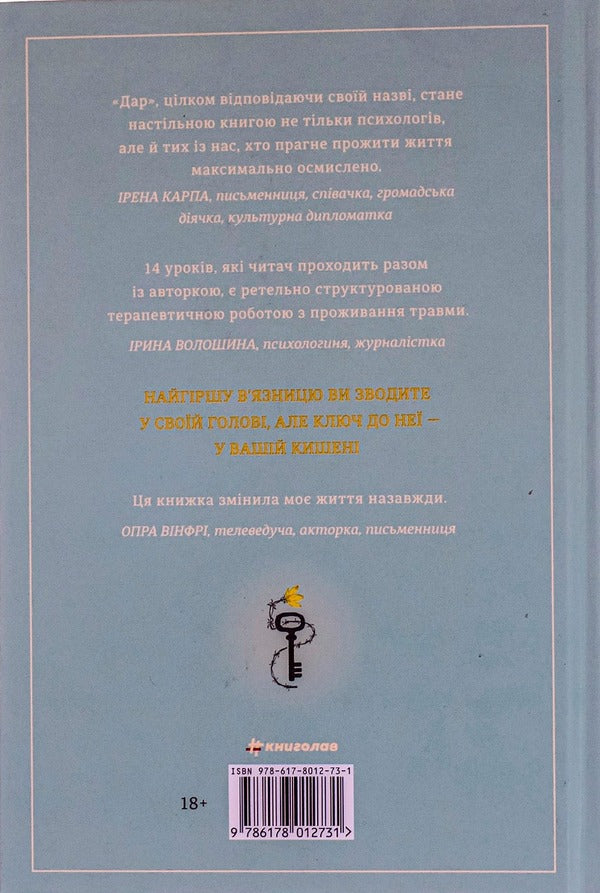 «Дар», цілком відповідаючи своїй назві, стане
настільною книгою не тільки психологів,
але й тих із нас, хто прагне прожити життя
максимально осмислено.
ІРЕНА КАРПА, письменниця, співачка, громадська
діячка, культурна дипломатка
14 уроків, які читач проходить разом
із авторкою, є ретельно структурованою
терапевтичною роботою з проживання травми.
ІРИНА ВОЛОШИНА, психологиня, журналістка
НАЙГІРШУ В'ЯЗНИЦЮ ВИ ЗВОДИТЕ
У СВОЇЙ ГОЛОВІ, АЛЕ КЛЮЧ ДО НЕЇ —
У ВАШІЙ КИШЕНІ
Ця книжка змінила моє життя назавжди.
ОПРА ВІНФРІ, телеведуча, акторка, письменниця
#книголав
ISBN 978-617-8012-73-1
18+
9 786178 012731>